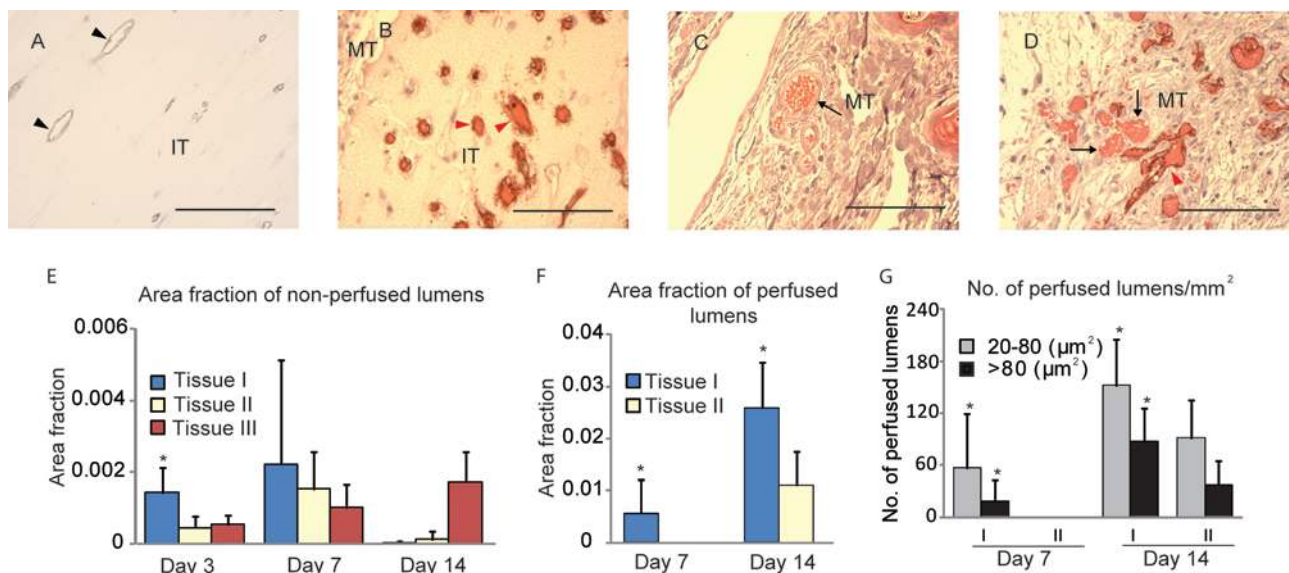 A
IT
B
MT
IT
C
MT
D
MT
E
Area fraction of non-perfused lumens
Area fraction
0.006
0.004
0.002
0
Tissue I
Tissue II
Tissue III
*
Day 3
Day 7
Day 14
F
Area fraction of perfused
lumens
Area fraction
0.04
0.03
0.02
0.01
0
Tissue I
Tissue II
*
*
Day 7
Day 14
G
No. of perfused lumens/mm²
No. of perfused lumens
240
180
120
60
0
20-80 (µm²)
>80 (µm²)
*
*
*
*
I
II
I
II
Day 7
Day 14